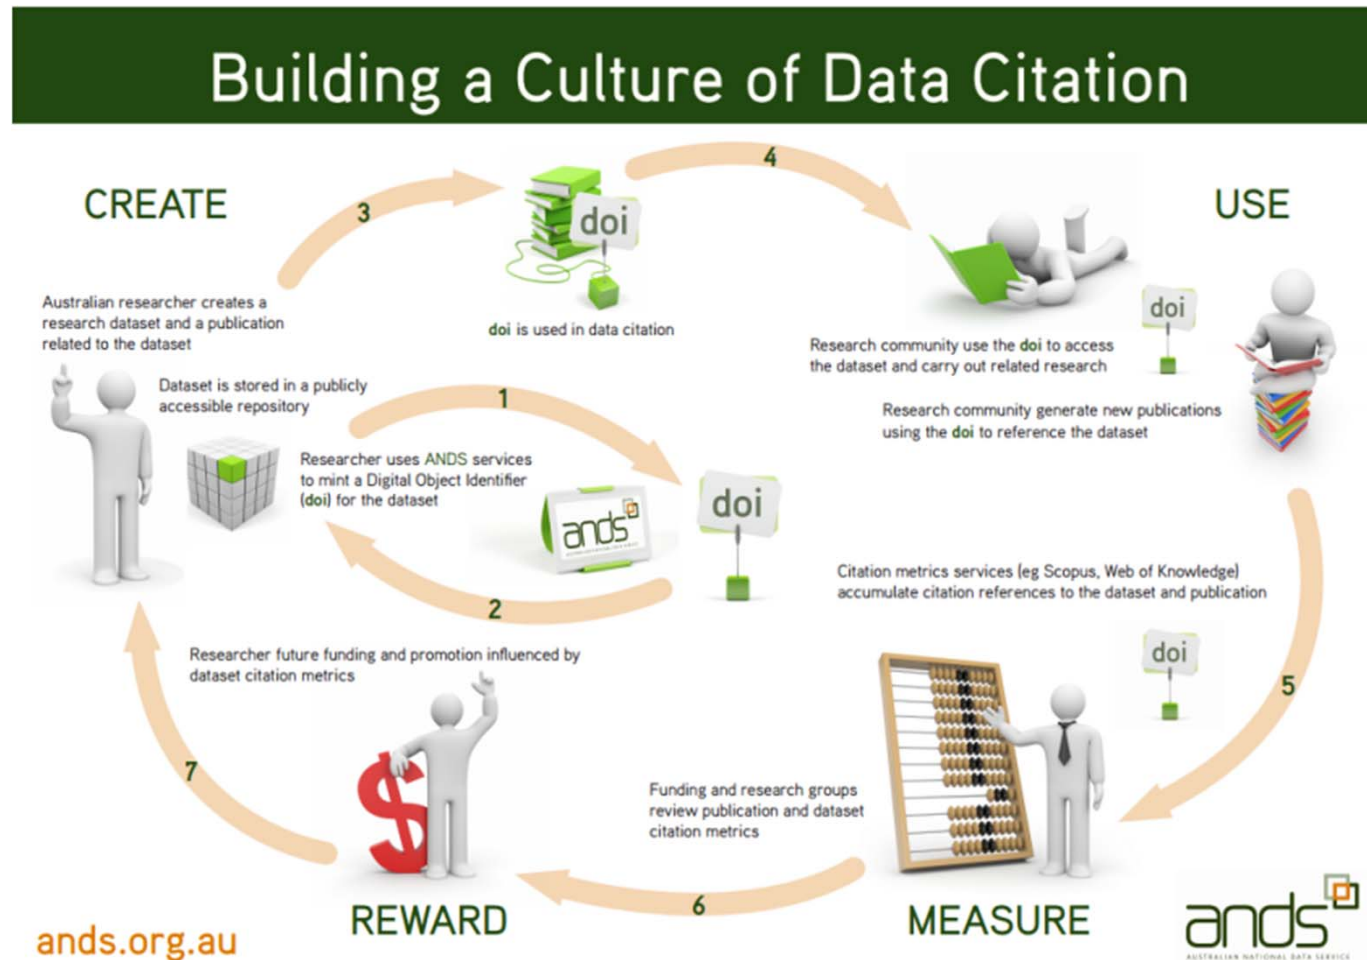 Building a Culture of Data Citation
CREATE
3
4
USE
doi
doi is used in data citation
Australian researcher creates a
research dataset and a publication
related to the dataset
Dataset is stored in a publicly
accessible repository
1
Researcher uses ANDS services
to mint a Digital Object Identifier
(doi) for the dataset
ands
doi
2
Research community use the doi to access
the dataset and carry out related research
doi
Research community generate new publications
using the doi to reference the dataset
Citation metrics services (eg Scopus, Web of Knowledge)
accumulate citation references to the dataset and publication
doi
5
Researcher future funding and promotion influenced by
dataset citation metrics
7
Funding and research groups
review publication and dataset
citation metrics
6
REWARD
MEASURE
ands.org.au
ands
AUSTRALIAN NATIONAL DATA SERVICE